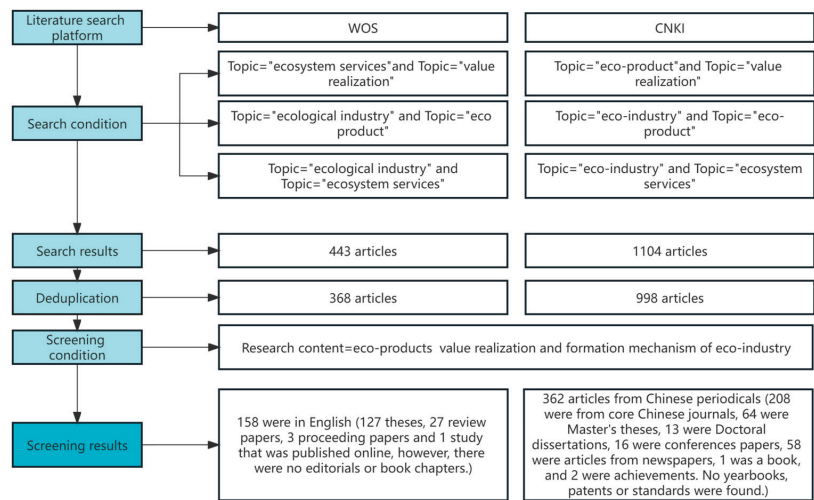 Literature search
platform
WOS
CNKI
Search condition
Topic="ecosystem services"and Topic="value
realization"
Topic="eco-product"and Topic="value
realization"
Topic="ecological industry" and Topic="eco
product"
Topic="eco-industry" and Topic="eco-
product"
Topic="ecological industry" and
Topic="ecosystem services"
Topic="eco-industry" and Topic="ecosystem
services"
Search results
443 articles
1104 articles
Deduplication
368 articles
998 articles
Screening
condition
Research content=eco-products value realization and formation mechanism of eco-industry
Screening results
158 were in English (127 theses, 27 review
papers, 3 proceeding papers and 1 study
that was published online, however, there
were no editorials or book chapters.)
362 articles from Chinese periodicals (208
were from core Chinese journals, 64 were
Master's theses, 13 were Doctoral
dissertations, 16 were conferences papers, 58
were articles from newspapers, 1 was a book,
and 2 were achievements. No yearbooks,
patents or standards were found.)